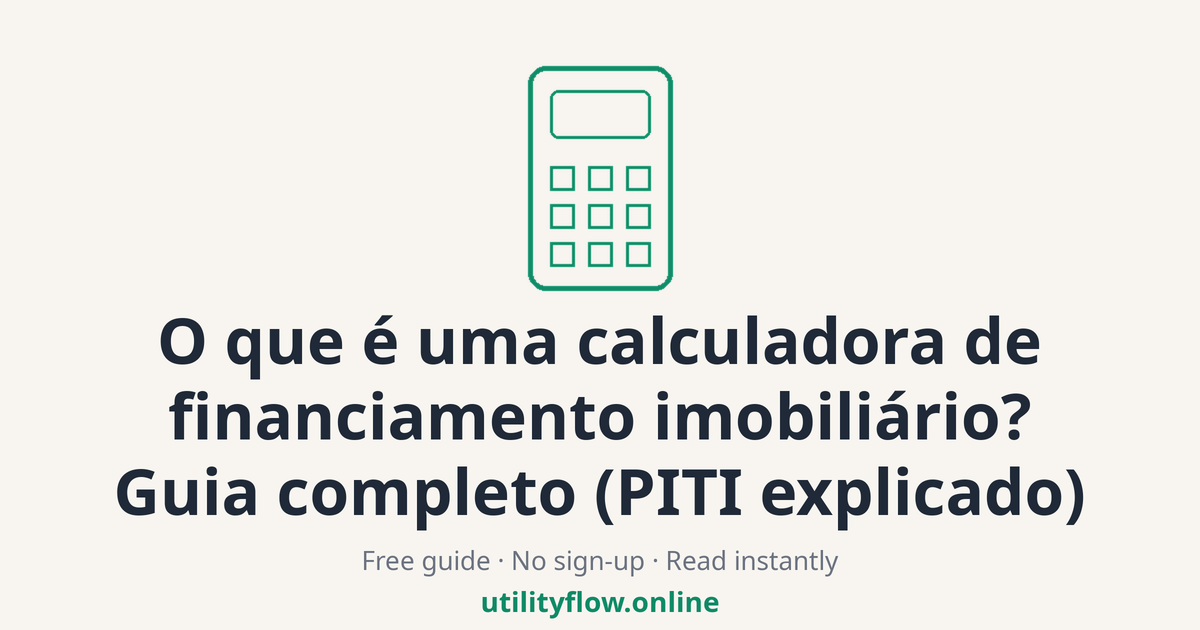 O que é uma calculadora de
financiamento imobiliário?
Guia completo (PITI explicado)
Free guide · No sign-up · Read instantly
utilityflow.online